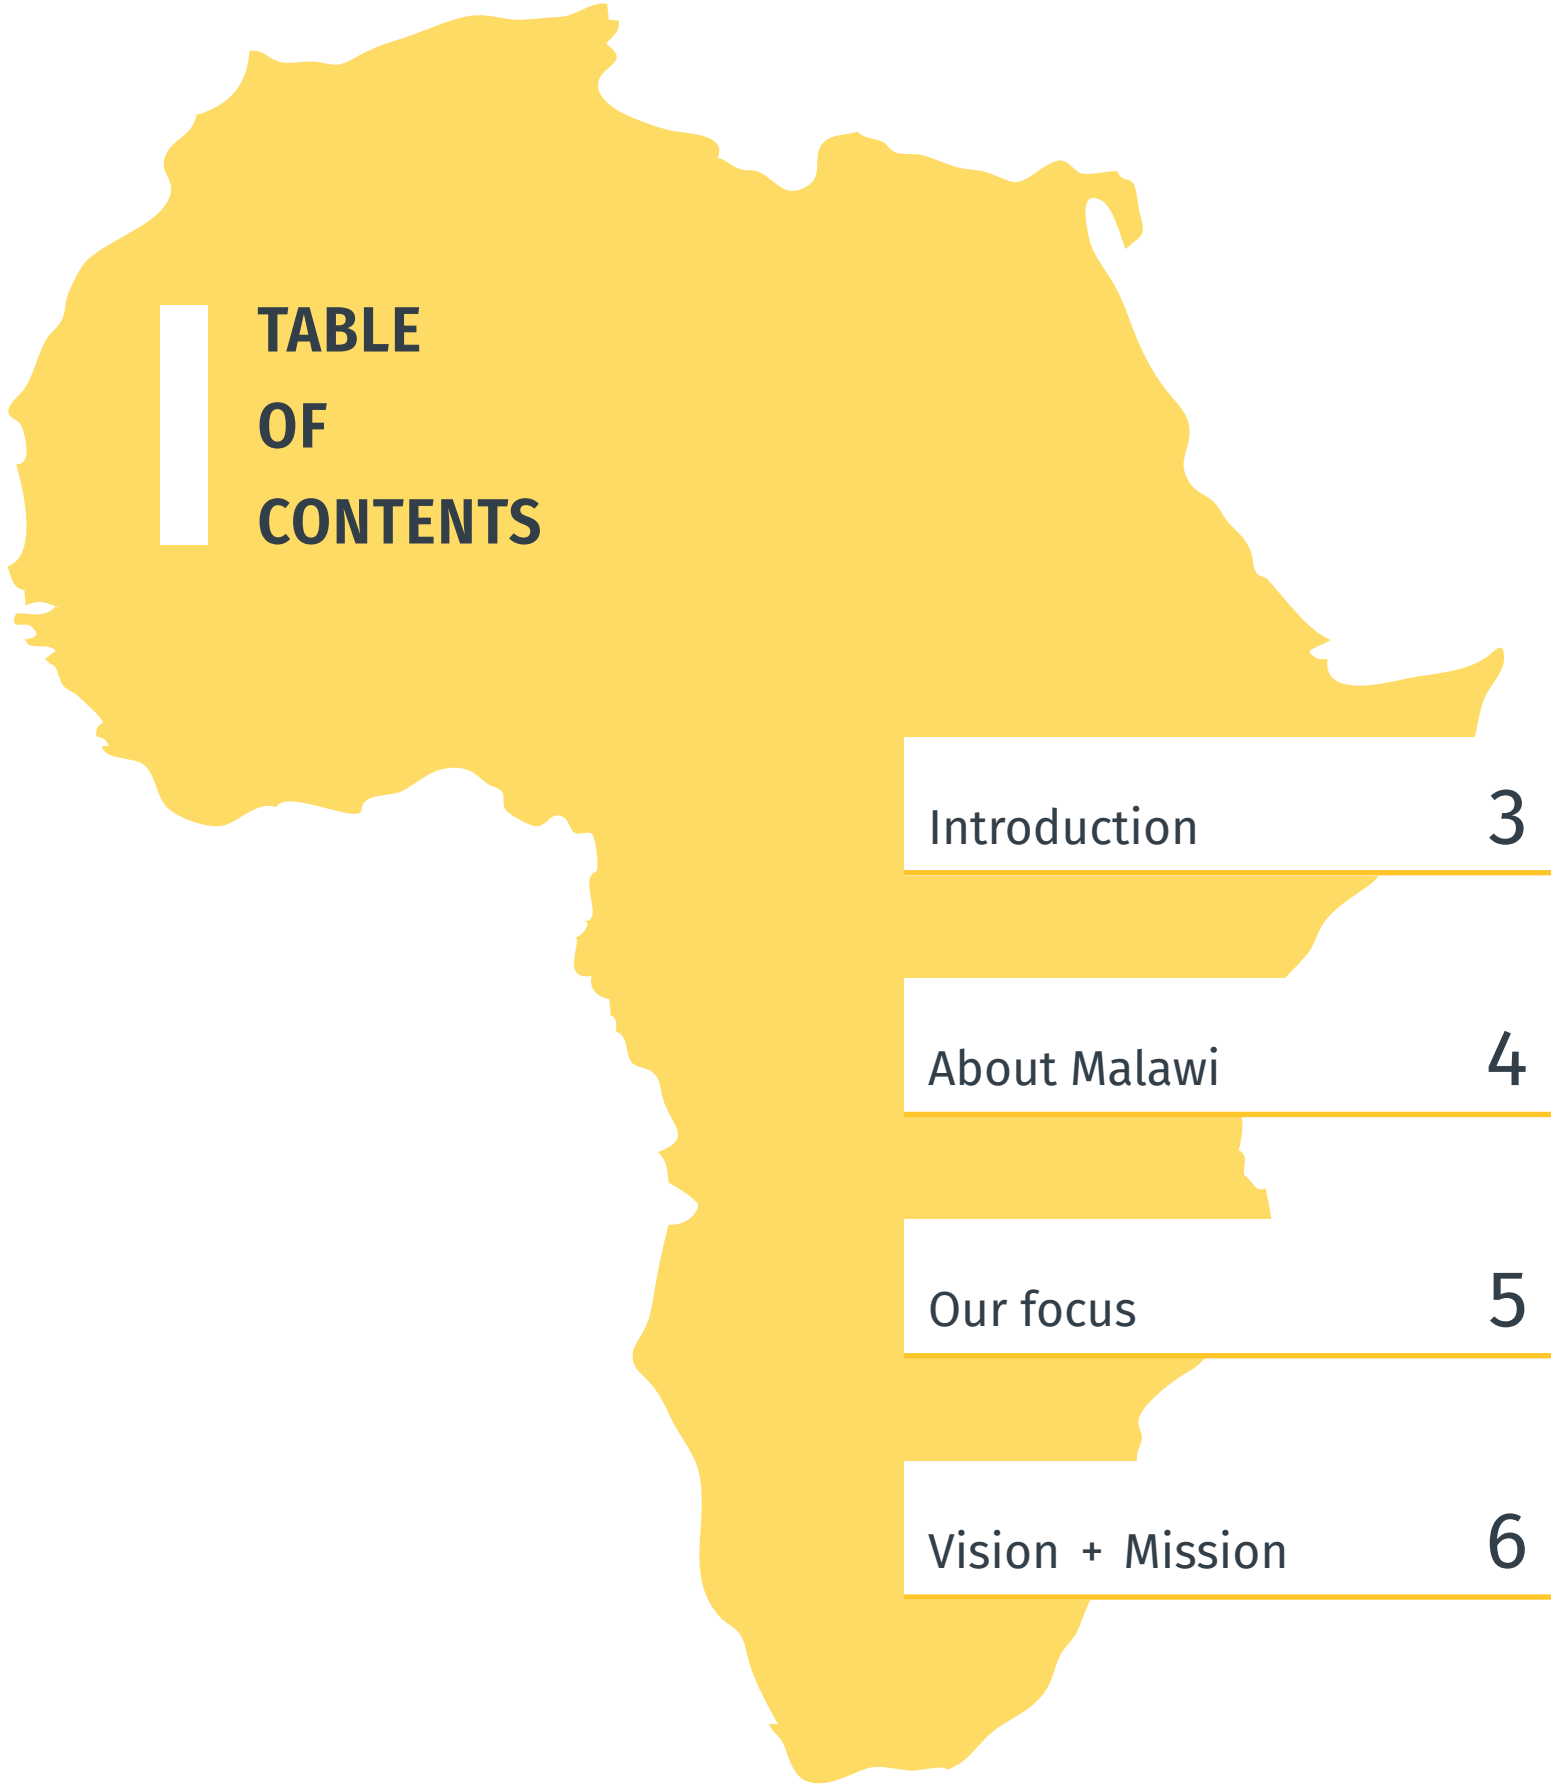 TABLE
OF
CONTENTS
Introduction 3
About Malawi 4
Our focus 5
Vision + Mission 6